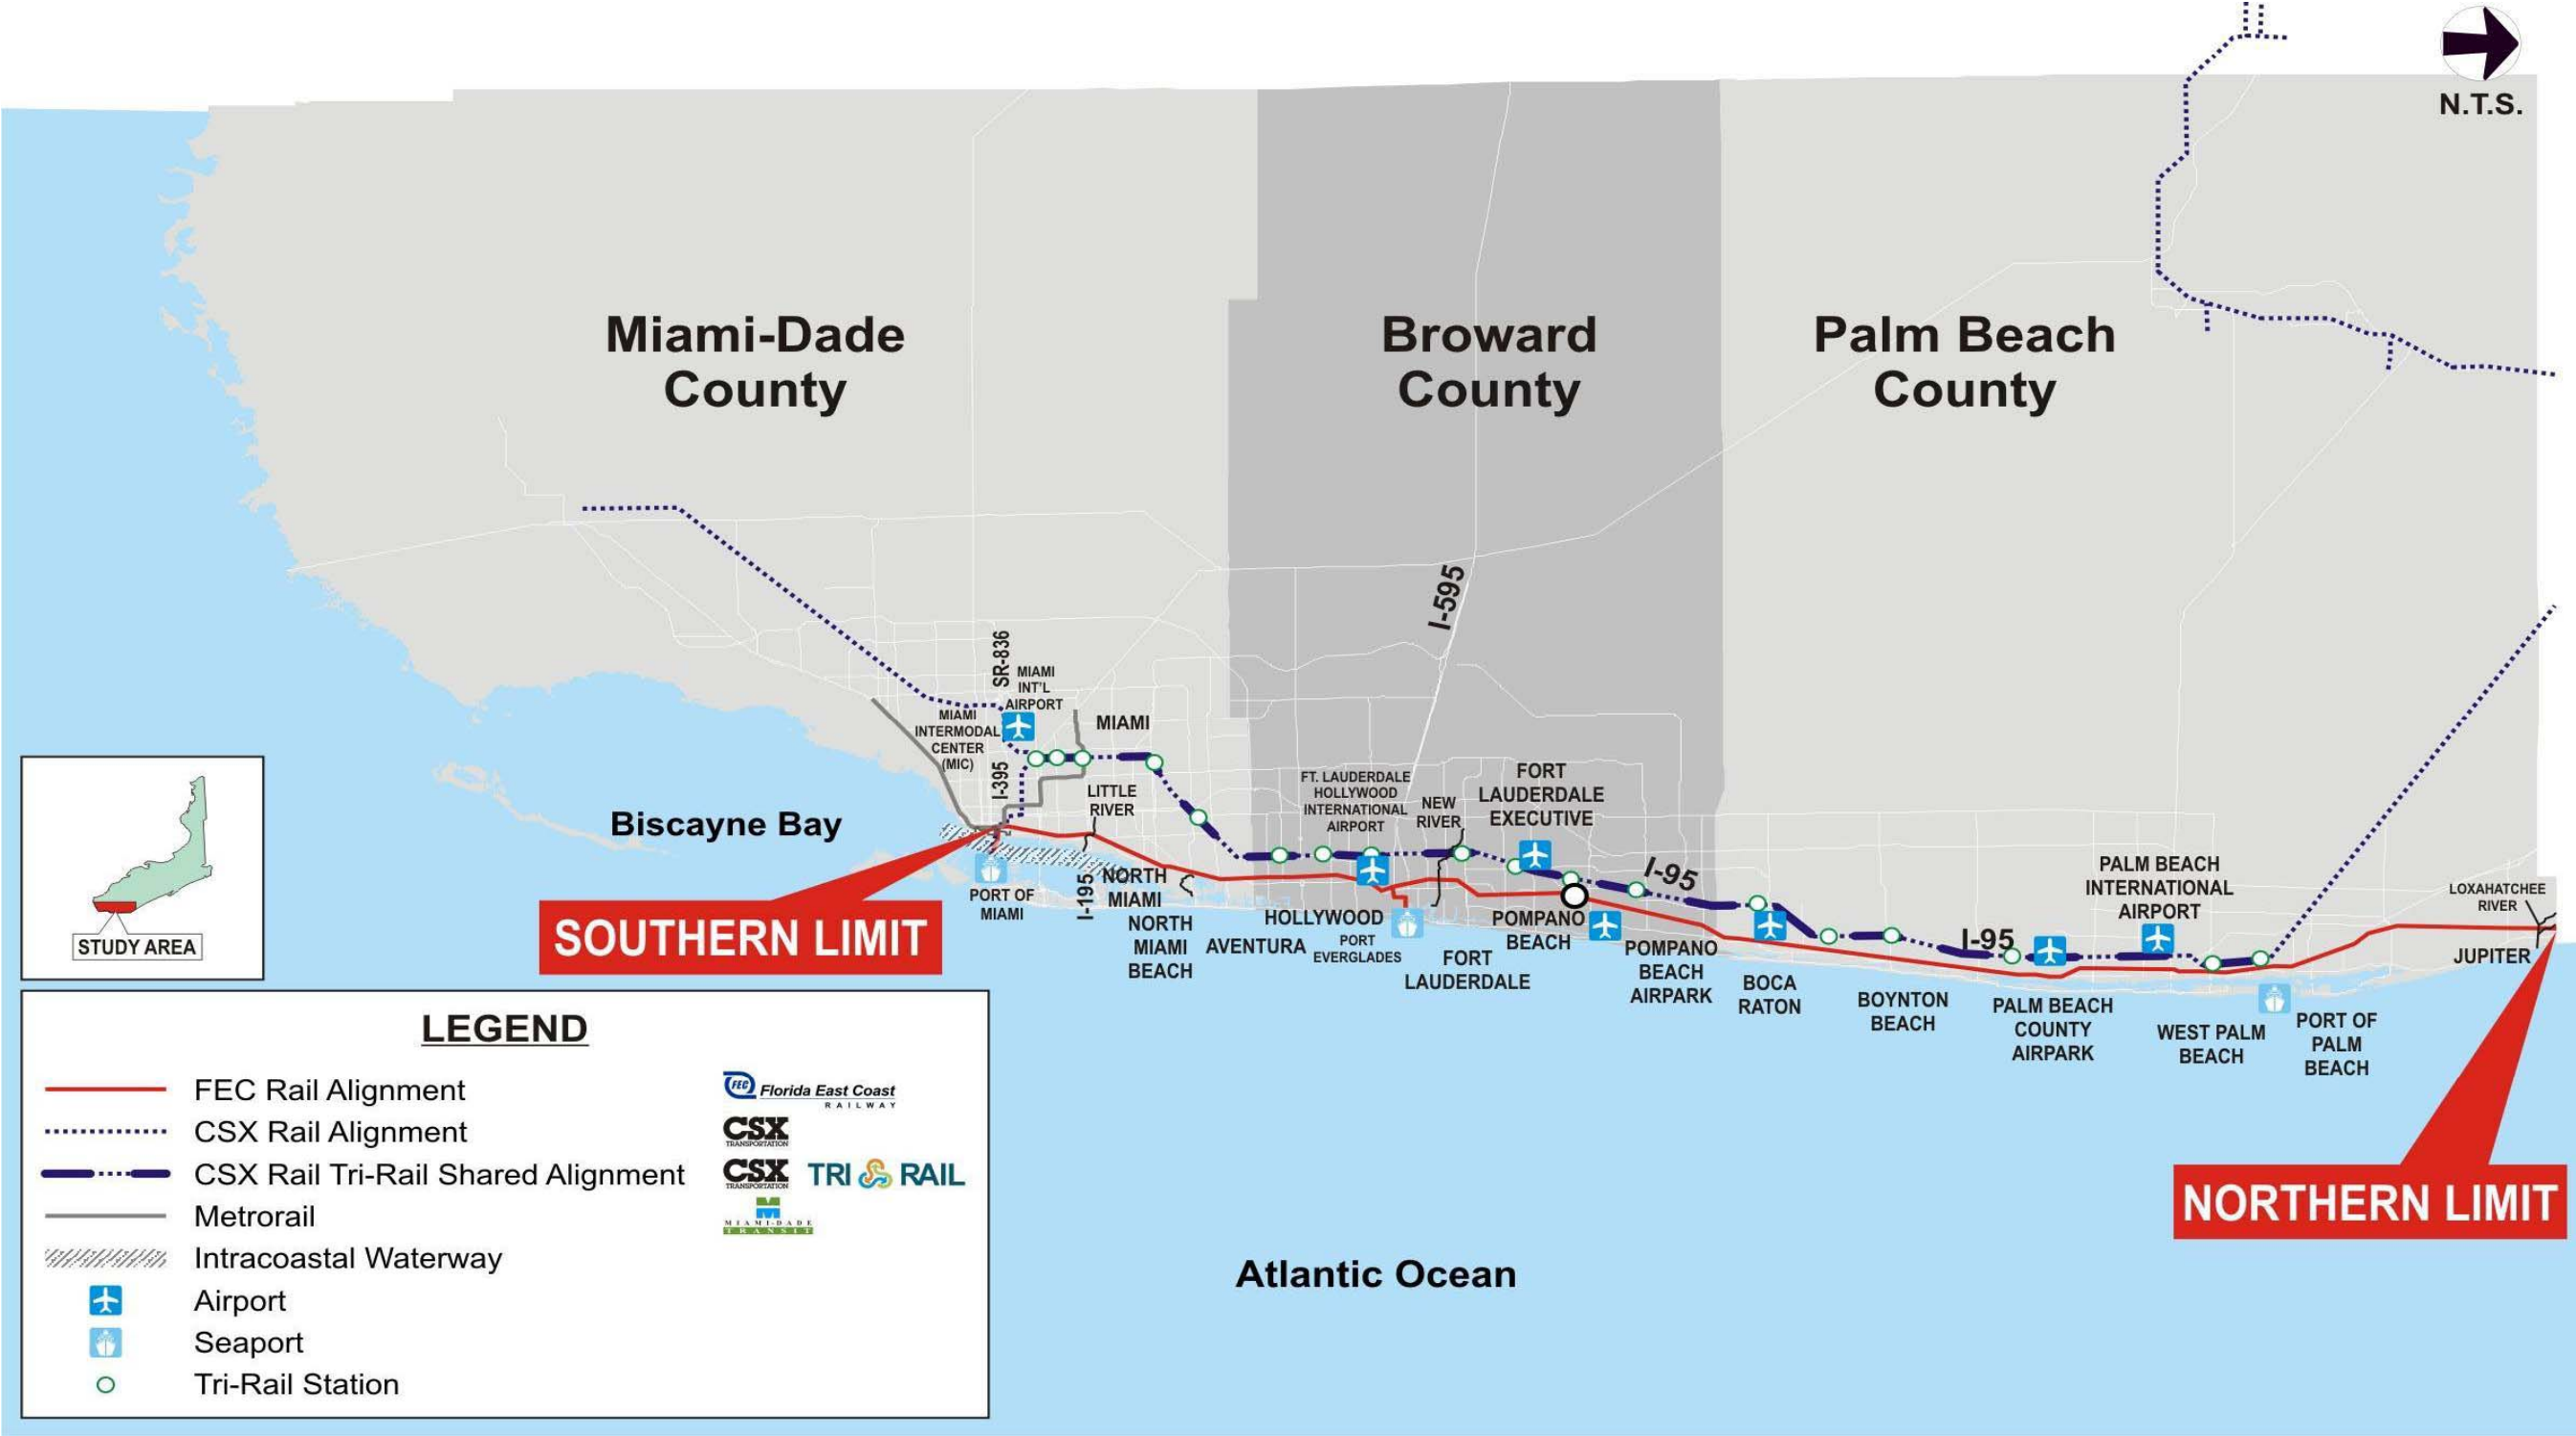 N.T.S.
Miami-Dade
County
Broward
County
Palm Beach
County
I-595
SR-836
MIAMI
INT'L
AIRPORT
MIAMI
INTERMODAL
CENTER
(MIC)
MIAMI
I-395
LITTLE
RIVER
Biscayne Bay
FT. LAUDERDALE
HOLLYWOOD
INTERNATIONAL
AIRPORT
NEW
RIVER
FORT
LAUDERDALE
EXECUTIVE
I-95
PALM BEACH
INTERNATIONAL
AIRPORT
LOXAHATCHEE
RIVER
PORT OF
MIAMI
I-195
NORTH
MIAMI
NORTH
MIAMI
BEACH
AVENTURA
HOLLYWOOD
PORT
EVERGLADES
FORT
LAUDERDALE
POMPANO
BEACH
POMPANO
BEACH
AIRPARK
BOCA
RATON
BOYNTON
BEACH
I-95
PALM BEACH
COUNTY
AIRPARK
WEST PALM
BEACH
PORT OF
PALM
BEACH
JUPITER
SOUTHERN LIMIT
NORTHERN LIMIT
STUDY AREA
Atlantic Ocean
LEGEND
FEC Rail Alignment
FEC Florida East Coast
RAILWAY
CSX Rail Alignment
CSX
TRANSPORTATION
CSX Rail Tri-Rail Shared Alignment
CSX
TRANSPORTATION
TRI RAIL
Metrorail
MIAMI-DADE
TRANSIT
Intracoastal Waterway
Airport
Seaport
Tri-Rail Station